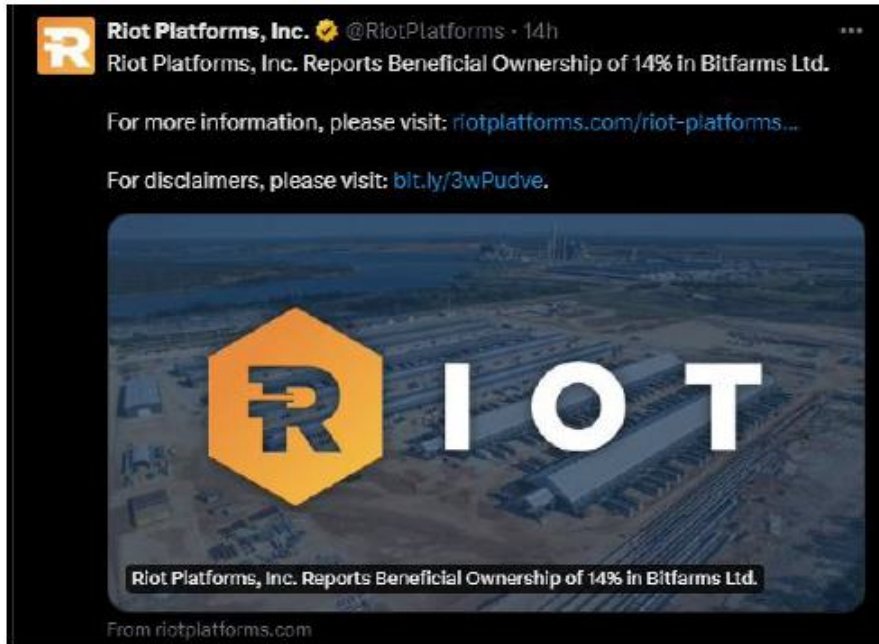 Riot Platforms, Inc. @RiotPlatforms · 14h
Riot Platforms, Inc. Reports Beneficial Ownership of 14% in Bitfarms Ltd.
For more information, please visit: riotplatforms.com/riot-platforms...
For disclaimers, please visit: bit.ly/3wPudve.
RIOT
Riot Platforms, Inc. Reports Beneficial Ownership of 14% in Bitfarms Ltd.
From riotplatforms.com